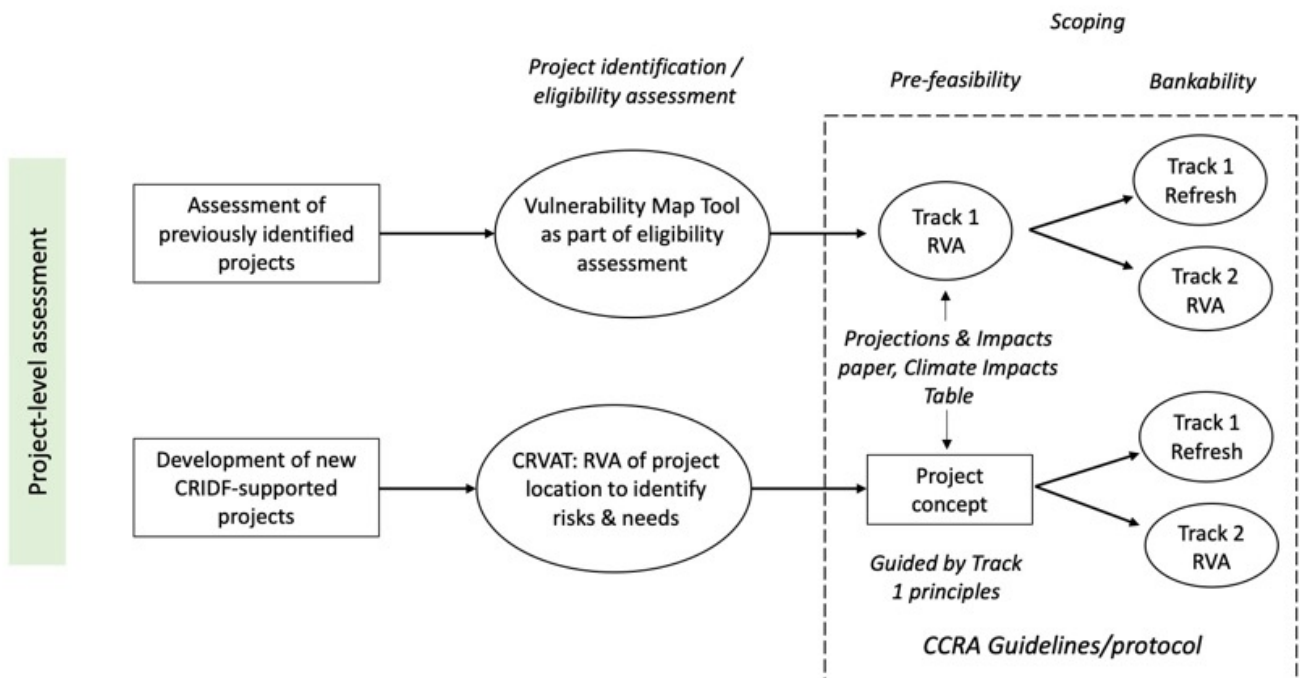 Scoping
Project identification /
eligibility assessment
Pre-feasibility
Bankability
Project-level assessment
Assessment of
previously identified
projects
Vulnerability Map Tool
as part of eligibility
assessment
Track 1
RVA
Track 1
Refresh
Track 2
RVA
Projections & Impacts
paper, Climate Impacts
Table
Development of new
CRIDF-supported
projects
CRVAT: RVA of project
location to identify
risks & needs
Project
concept
Track 1
Refresh
Track 2
RVA
Guided by Track
1 principles
CCRA Guidelines/protocol